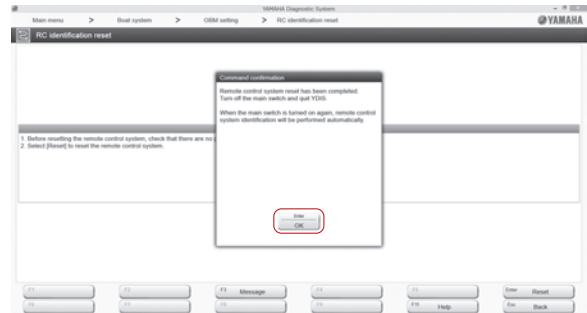 YAMAHA Diagnostic System
Main menu > Boat system > OBM setting > RC identification reset
YAMAHA
RC identification reset
Command confirmation
Remote control system reset has been completed.
Turn off the main switch and quit YDIS.
When the main switch is turned on again, remote control
system identification will be performed automatically.
1. Before resetting the remote control system, check that there are no
2. Select [Reset] to reset the remote control system.
Enter
OK
F1 F2 F3 Message F4 F5 Enter Reset
F6 F7 F8 F9 F10 Help Esc Back